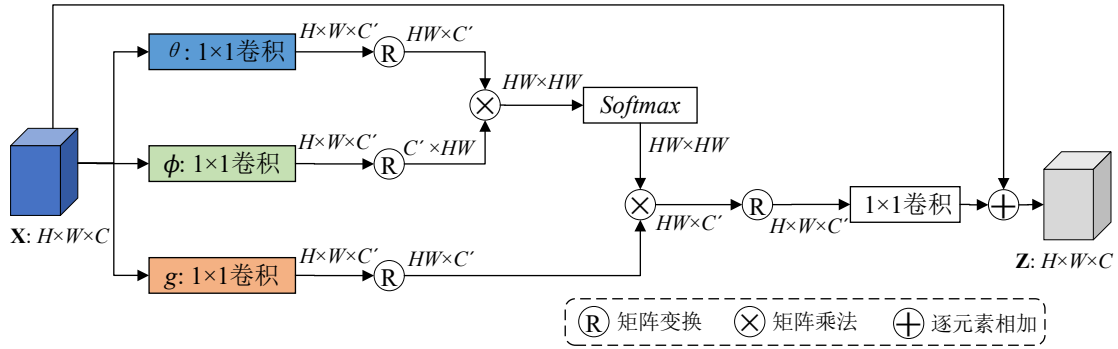 θ: 1×1卷积
H×W×C′
R
HW×C′
HW×HW
Softmax
ϕ: 1×1卷积
H×W×C′
R
C′×HW
HW×HW
X: H×W×C
HW×C′
R
H×W×C′
1×1卷积
g: 1×1卷积
H×W×C′
R
HW×C′
Z: H×W×C
R 矩阵变换
矩阵乘法
逐元素相加